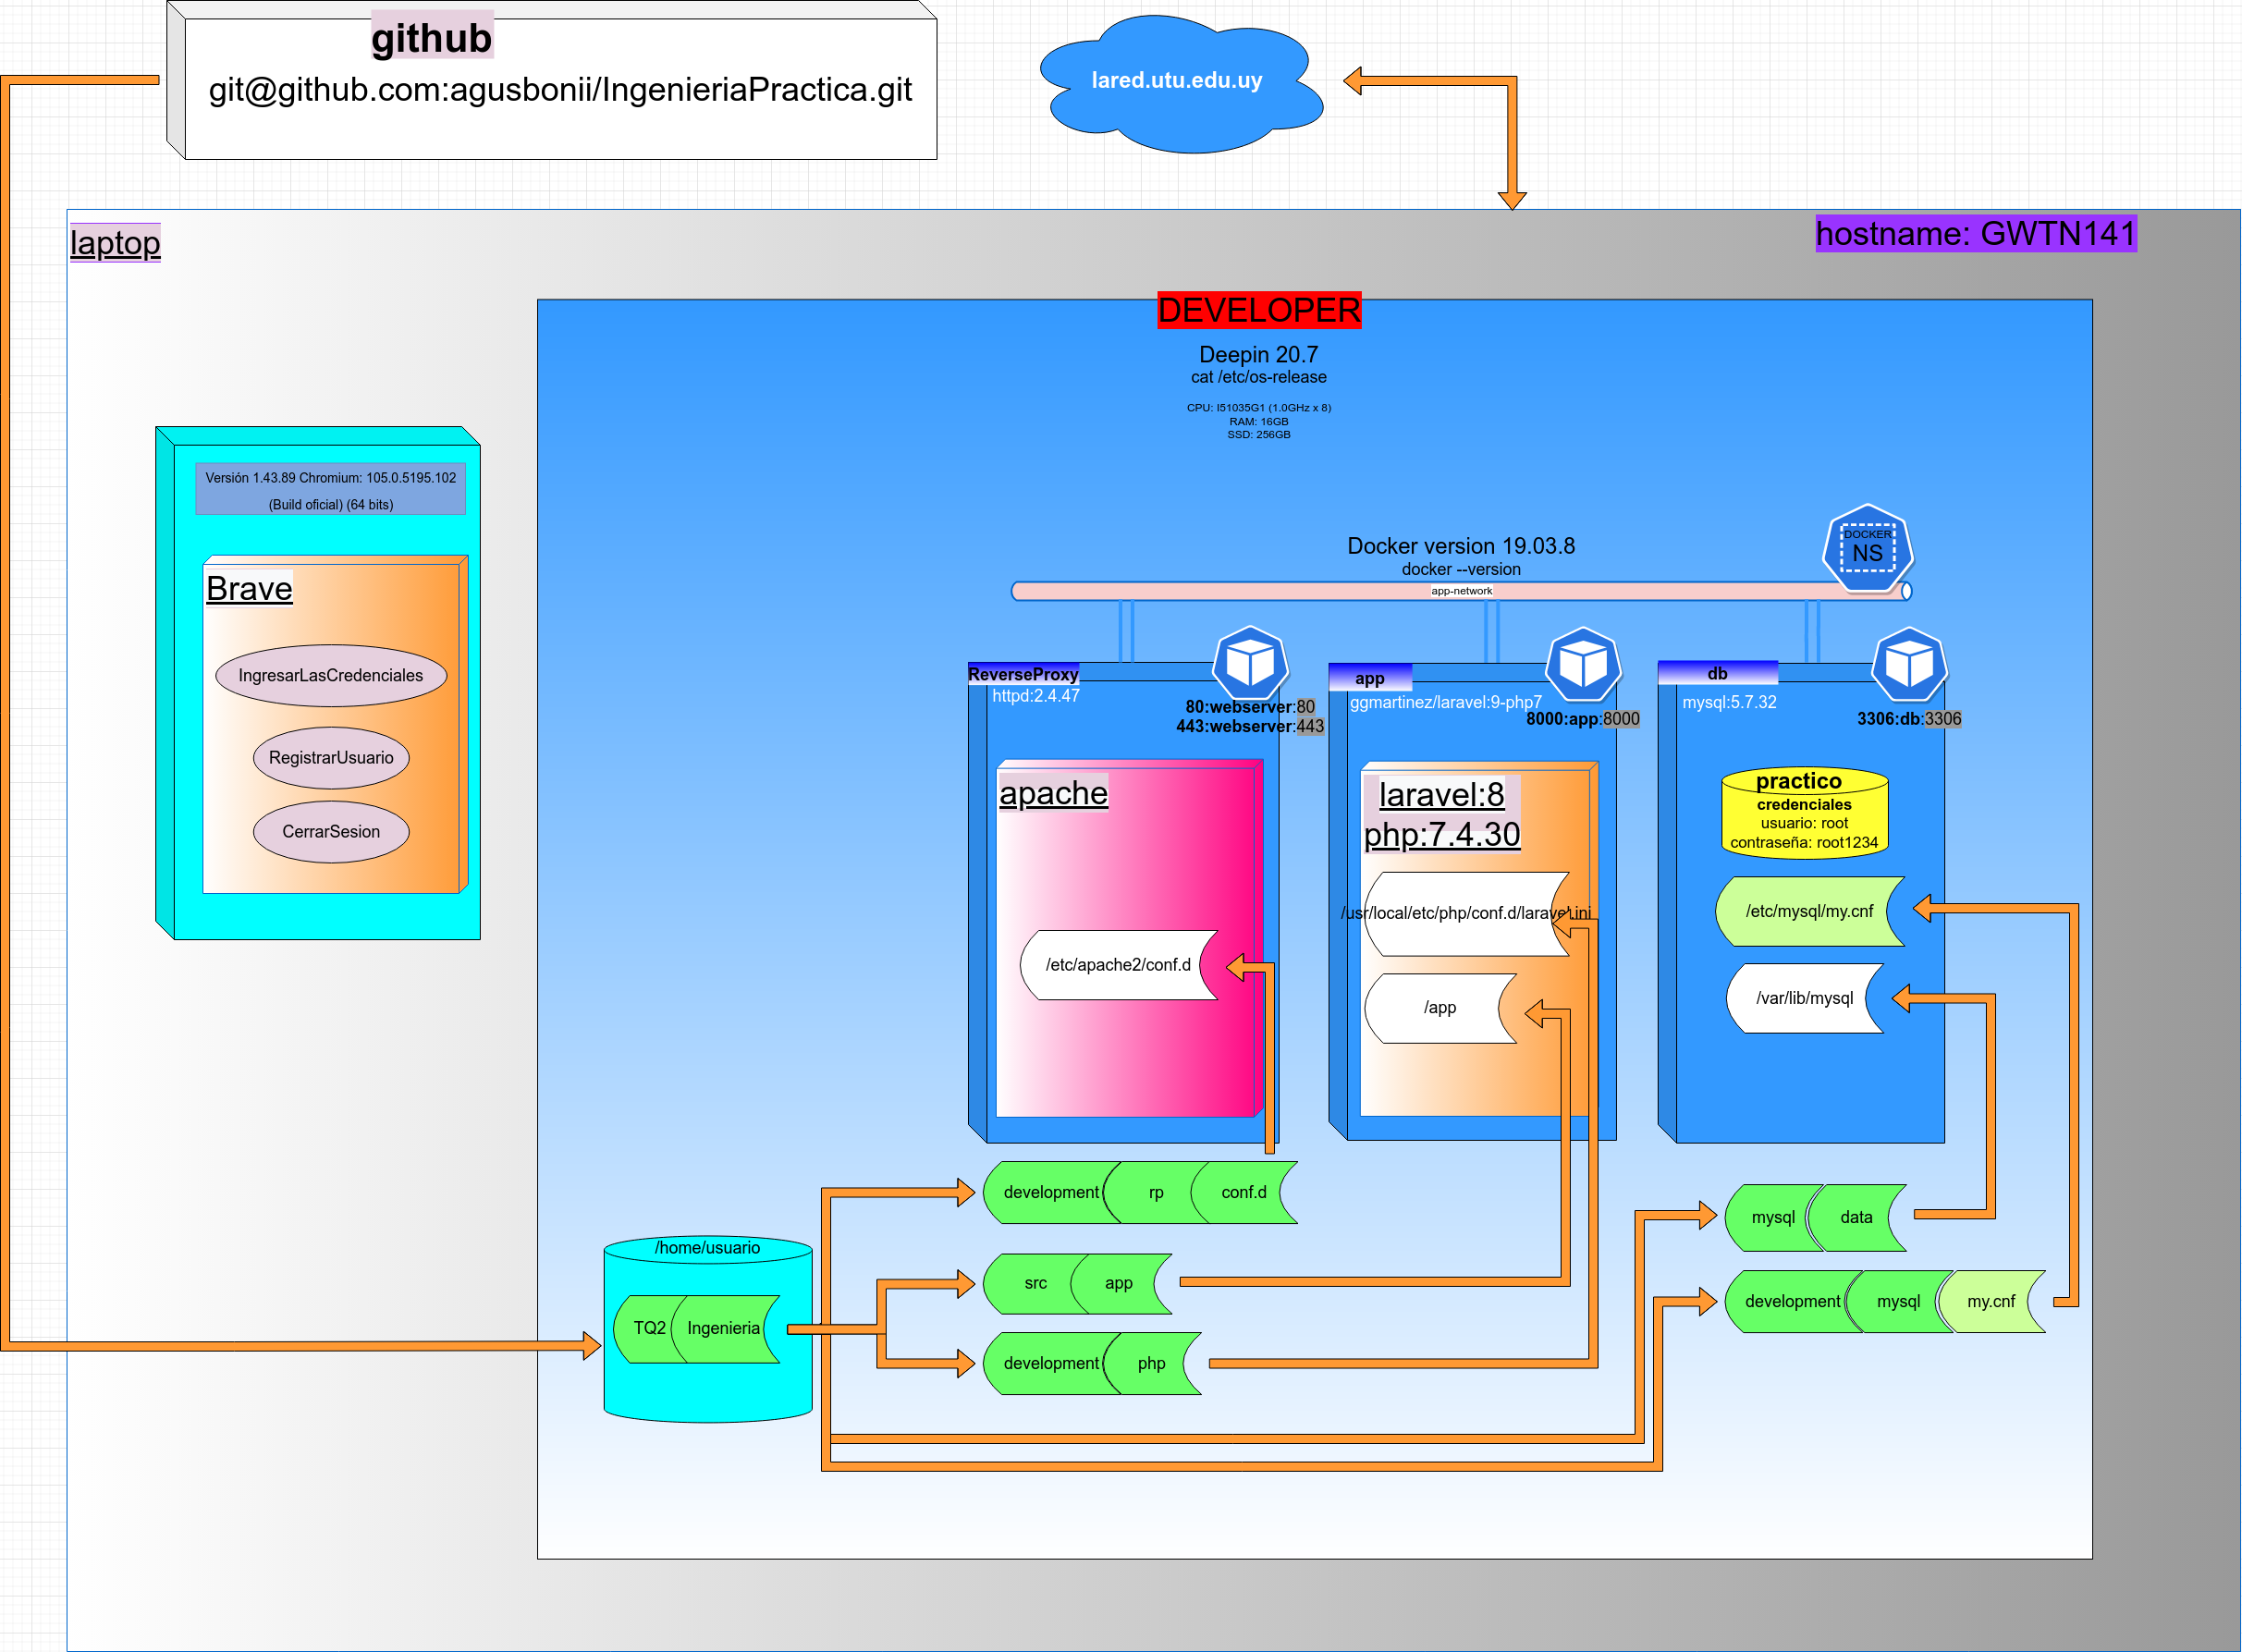 github
git@github.com:agusbonii/IngenieriaPractica.git
lared.utu.edu.uy
laptop
hostname: GWTN141
DEVELOPER
Deepin 20.7
cat /etc/os-release
CPU: I51035G1 (1.0GHz x 8)
RAM: 16GB
SSD: 256GB
Versión 1.43.89 Chromium: 105.0.5195.102
(Build oficial) (64 bits)
Brave
IngresarLasCredenciales
RegistrarUsuario
CerrarSesion
Docker version 19.03.8
docker --version
app-network
DOCKER
NS
ReverseProxy
httpd:2.4.47
80:webserver:80
443:webserver:443
apache
/etc/apache2/conf.d
app
ggmartinez/laravel:9-php7
8000:app:8000
laravel:8
php:7.4.30
/usr/local/etc/php/conf.d/laravel.ini
/app
db
mysql:5.7.32
3306:db:3306
practico
credenciales
usuario: root
contraseña: root1234
/etc/mysql/my.cnf
/var/lib/mysql
development rp conf.d
/home/usuario
TQ2 Ingenieria
src app
development php
mysql data
development mysql my.cnf